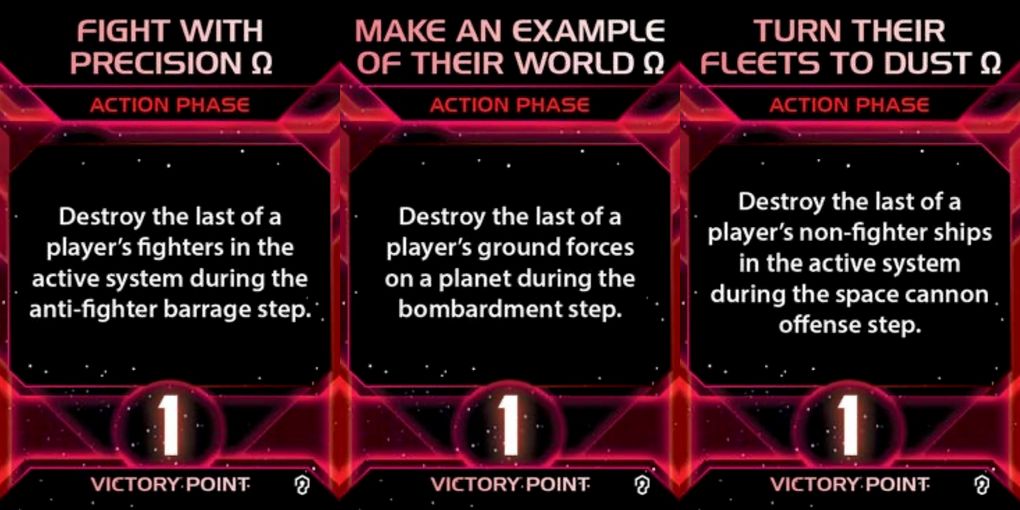 FIGHT WITH
PRECISION Ω
ACTION PHASE
Destroy the last of a
player's fighters in the
active system during the
anti-fighter barrage step.
1
VICTORY POINT
MAKE AN EXAMPLE
OF THEIR WORLD Ω
ACTION PHASE
Destroy the last of a
player's ground forces
on a planet during the
bombardment step.
1
VICTORY POINT
TURN THEIR
FLEETS TO DUST Ω
ACTION PHASE
Destroy the last of a
player's non-fighter ships
in the active system
during the space cannon
offense step.
1
VICTORY POINT